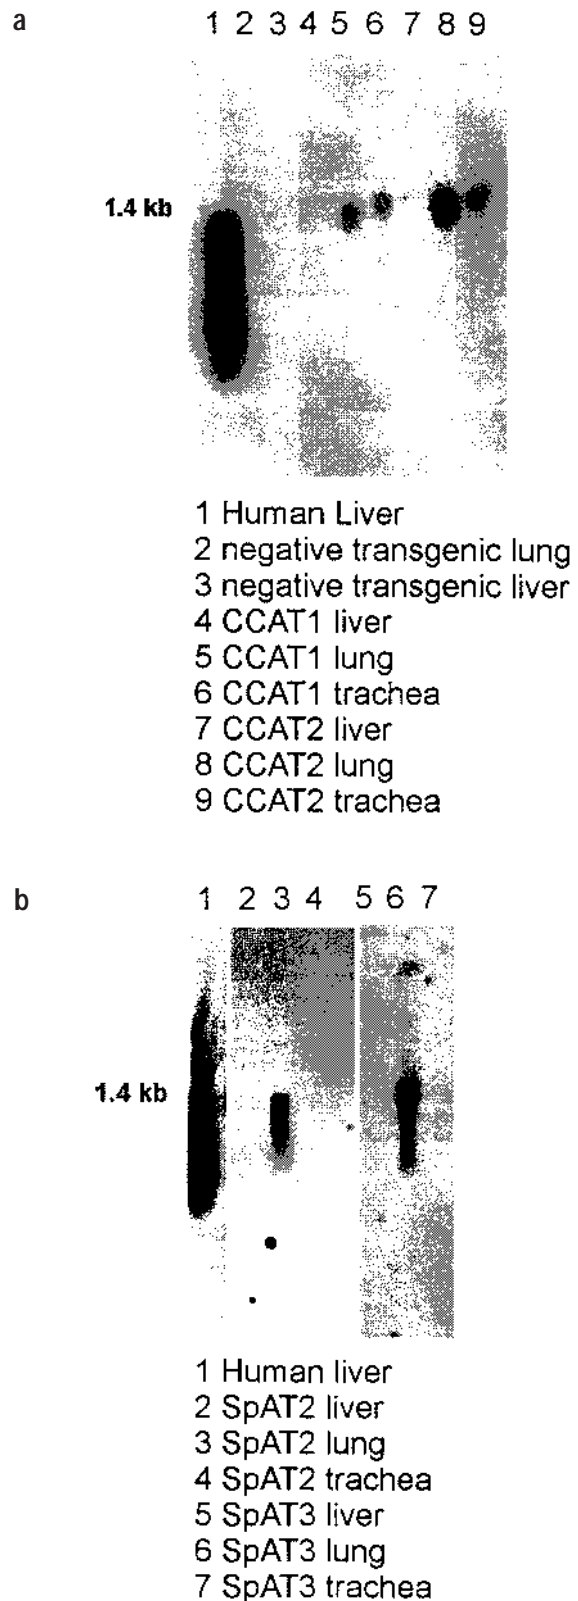 a
1 2 3 4 5 6 7 8 9
1.4 kb
1 Human Liver
2 negative transgenic lung
3 negative transgenic liver
4 CCAT1 liver
5 CCAT1 lung
6 CCAT1 trachea
7 CCAT2 liver
8 CCAT2 lung
9 CCAT2 trachea
b
1 2 3 4 5 6 7
1.4 kb
1 Human liver
2 SpAT2 liver
3 SpAT2 lung
4 SpAT2 trachea
5 SpAT3 liver
6 SpAT3 lung
7 SpAT3 trachea